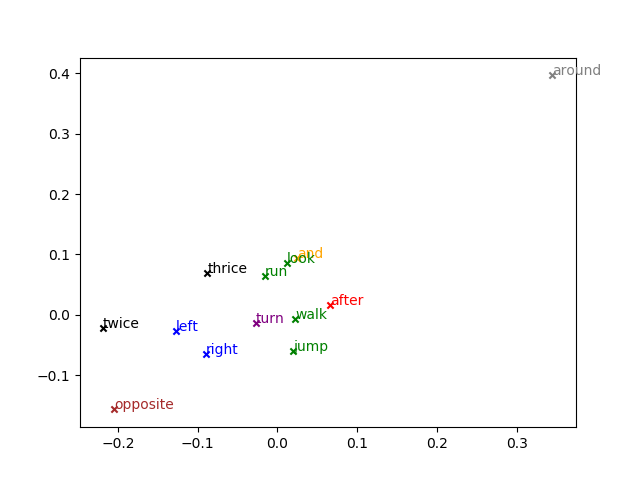 around
0.4
0.3
0.2
0.1
and
look
run
thrice
after
0.0
walk
turn
twice
left
right
jump
−0.1
opposite
−0.2 −0.1 0.0 0.1 0.2 0.3